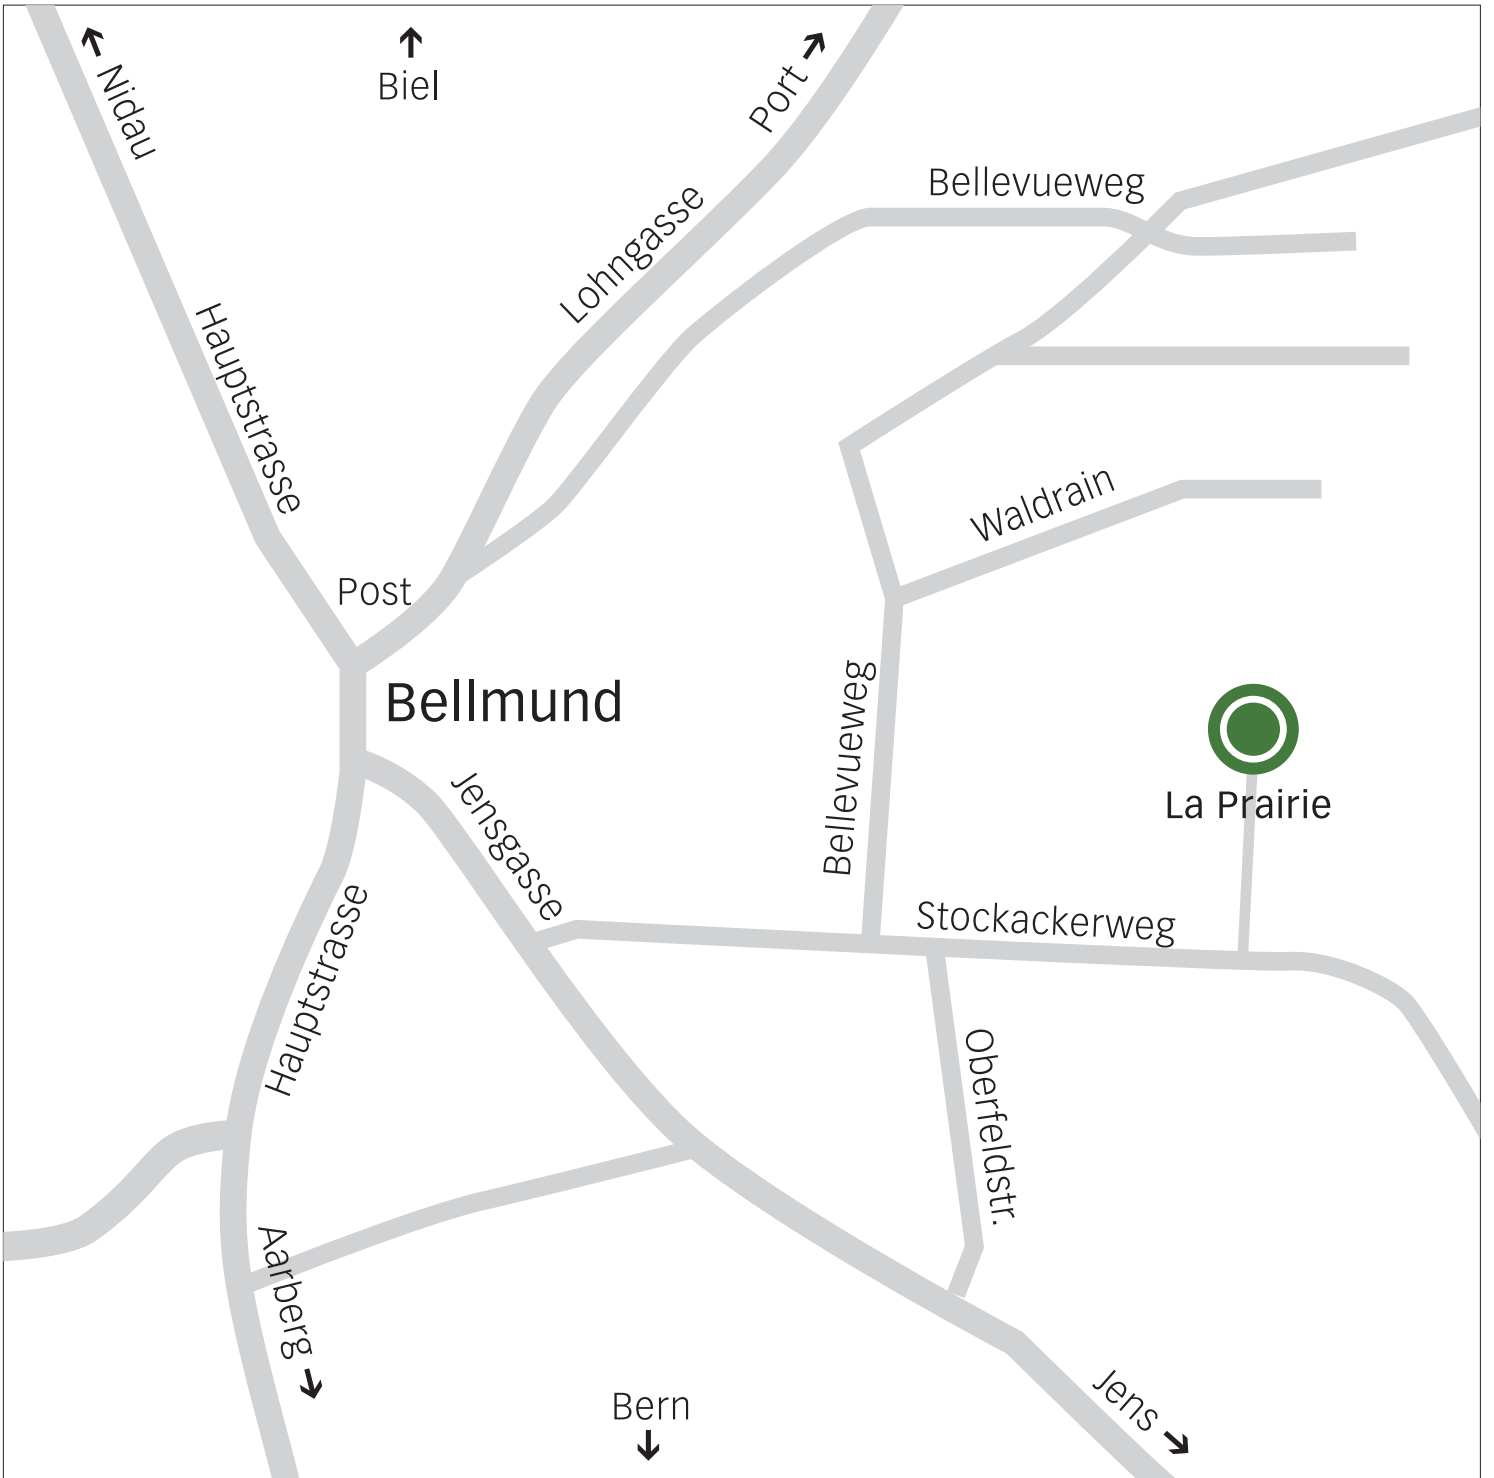 Nidau
Biel
Port
Bellevueweg
Lohngasse
Hauptstrasse
Waldrain
Post
Bellmund
Bellevueweg
Jensgasse
La Prairie
Stockackerweg
Hauptstrasse
Oberfeldstr.
Aarberg
Jens
Bern